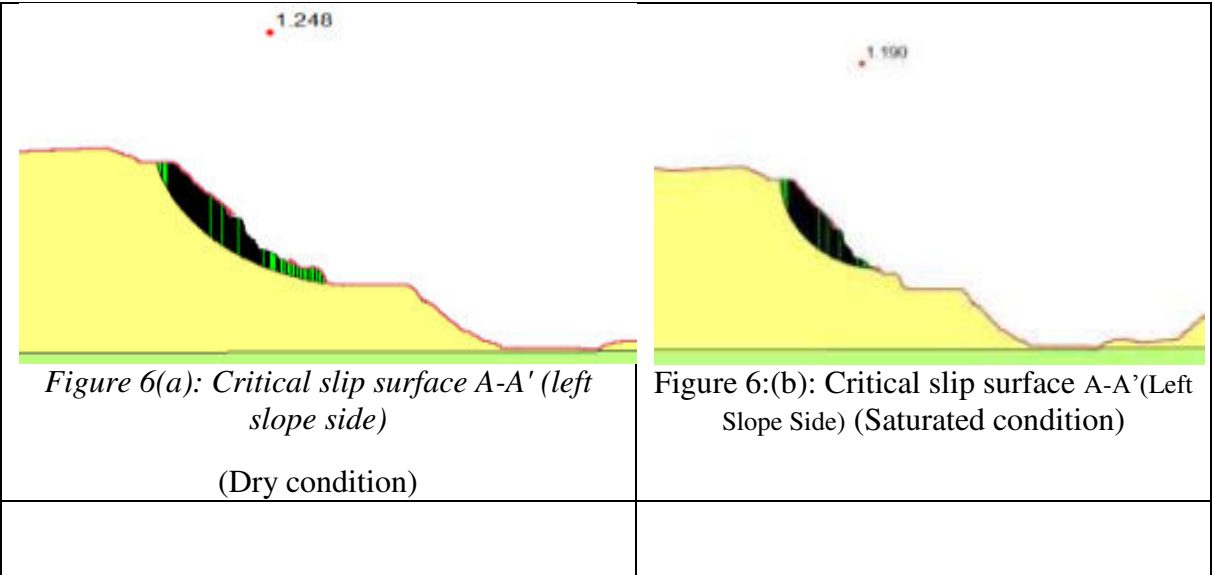 1.248
Figure 6(a): Critical slip surface A-A' (left
slope side)
(Dry condition)
1.190
Figure 6:(b): Critical slip surface A-A’(Left
Slope Side) (Saturated condition)